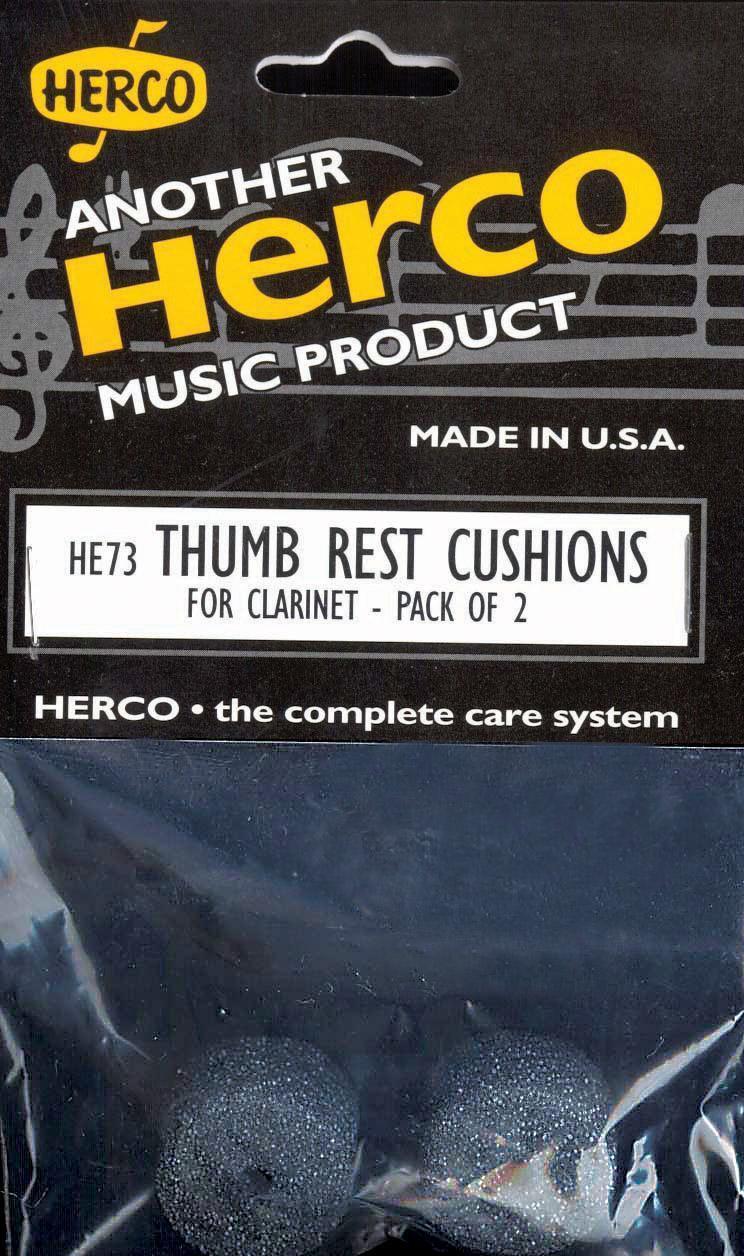 HERCO
ANOTHER
Herco
MUSIC PRODUCT
MADE IN U.S.A.
HE73 THUMB REST CUSHIONS
FOR CLARINET - PACK OF 2
HERCO • the complete care system